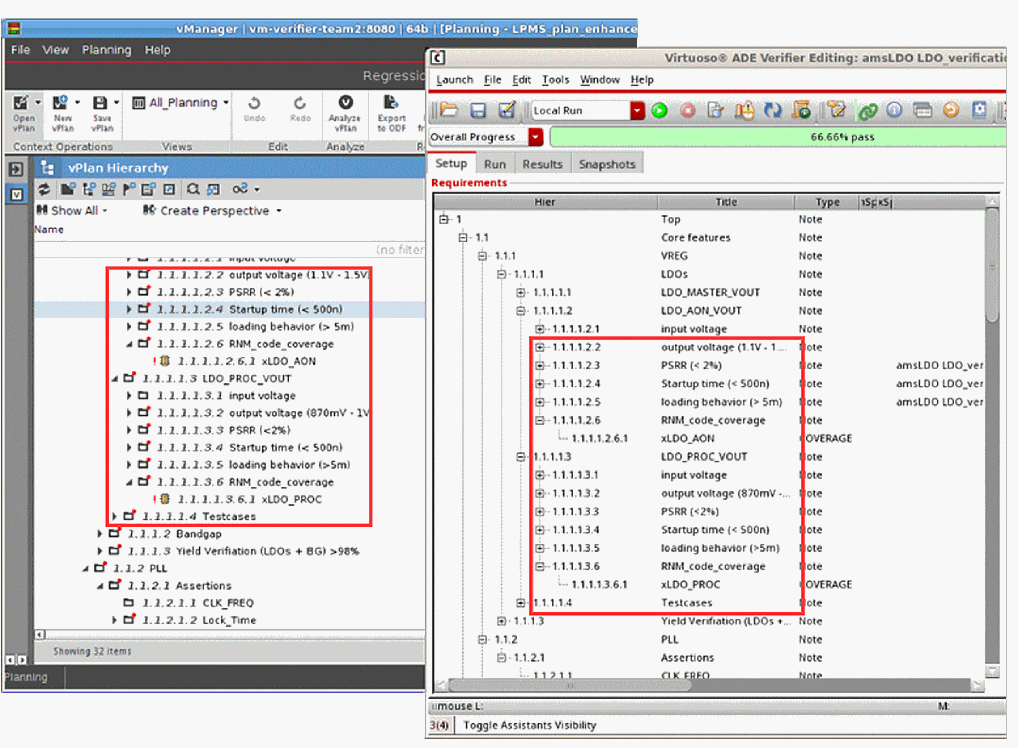 vManager | vm-verifier-team2:8080 | 64b | [Planning - LPMS_plan_enhance
File View Planning Help
Regressio
Open vPlan
New vPlan
Save vPlan
All_Planning
Undo
Redo
Analyze vPlan
Export to ODF
Context Operations
Views
Edit
Analyze
vPlan Hierarchy
Show All
Create Perspective
Name
(no filter
1.1.1.1.2.1 input voltage
1.1.1.1.2.2 output voltage (1.1V - 1.5V)
1.1.1.1.2.3 PSRR (< 2%)
1.1.1.1.2.4 Startup time (< 500n)
1.1.1.1.2.5 loading behavior (> 5m)
1.1.1.1.2.6 RNM_code_coverage
1.1.1.1.2.6.1 xLDO_AON
1.1.1.1.3 LDO_PROC_VOUT
1.1.1.1.3.1 input voltage
1.1.1.1.3.2 output voltage (870mV - 1V
1.1.1.1.3.3 PSRR (<2%)
1.1.1.1.3.4 Startup time (< 500n)
1.1.1.1.3.5 loading behavior (>5m)
1.1.1.1.3.6 RNM_code_coverage
1.1.1.1.3.6.1 xLDO_PROC
1.1.1.1.4 Testcases
1.1.1.2 Bandgap
1.1.1.3 Yield Verifiation (LDOs + BG) >98%
1.1.2 PLL
1.1.2.1 Assertions
1.1.2.1.1 CLK_FREQ
1.1.2.1.2 Lock_Time
Showing 32 items
Planning
Virtuoso® ADE Verifier Editing: amsLDO LDO_verificatio
Launch File Edit Tools Window Help
Local Run
Overall Progress
66.66% pass
Setup Run Results Snapshots
Requirements
Hier Title Type
1 Top Note
1.1 Core features Note
1.1.1 VREG Note
1.1.1.1 LDOs Note
1.1.1.1.1 LDO_MASTER_VOUT Note
1.1.1.1.2 LDO_AON_VOUT Note
1.1.1.1.2.1 input voltage Note
1.1.1.1.2.2 output voltage (1.1V - 1.... Note
1.1.1.1.2.3 PSRR (< 2%) Note amsLDO LDO_ver
1.1.1.1.2.4 Startup time (< 500n) Note amsLDO LDO_ver
1.1.1.1.2.5 loading behavior (> 5m) Note amsLDO LDO_ver
1.1.1.1.2.6 RNM_code_coverage Note
1.1.1.1.2.6.1 xLDO_AON COVERAGE
1.1.1.1.3 LDO_PROC_VOUT Note
1.1.1.1.3.1 input voltage Note
1.1.1.1.3.2 output voltage (870mV -... Note
1.1.1.1.3.3 PSRR (<2%) Note
1.1.1.1.3.4 Startup time (< 500n) Note
1.1.1.1.3.5 loading behavior (>5m) Note
1.1.1.1.3.6 RNM_code_coverage Note
1.1.1.1.3.6.1 xLDO_PROC COVERAGE
1.1.1.1.4 Testcases Note
1.1.1.3 Yield Verifiation (LDOs +... Note
1.1.2 PLL Note
1.1.2.1 Assertions Note
1.1.2.1.1 CLK_FREQ Note
mouse L: M:
3(4) Toggle Assistants Visibility